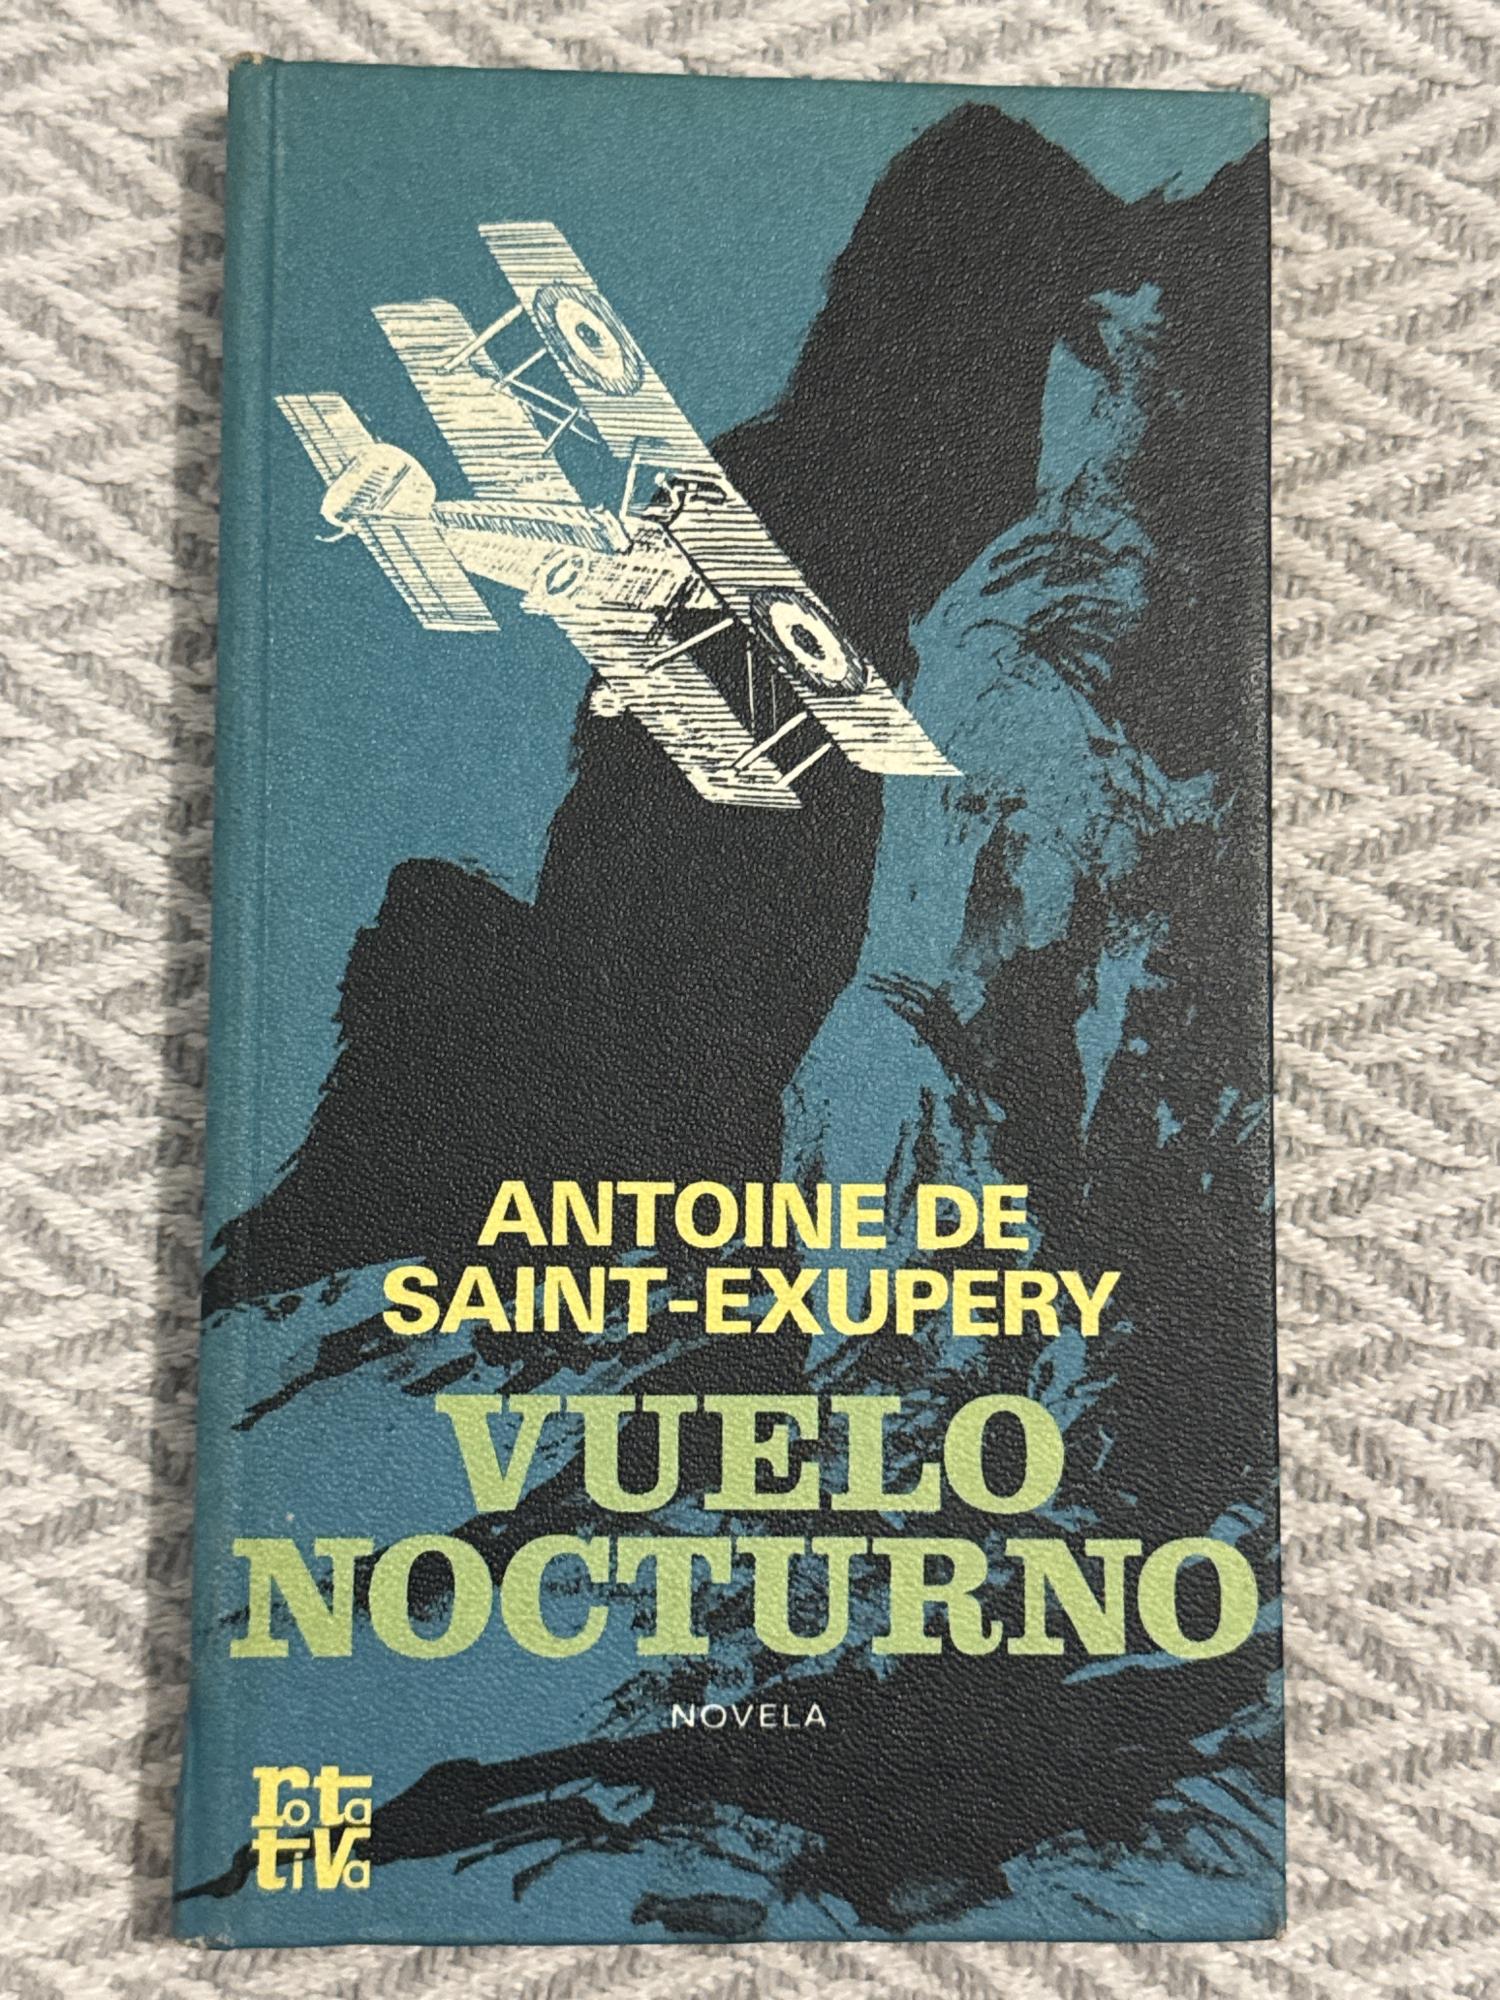 ANTOINE DE
SAINT-EXUPERY
VUELO
NOCTURNO
NOVELA
rota
tiva